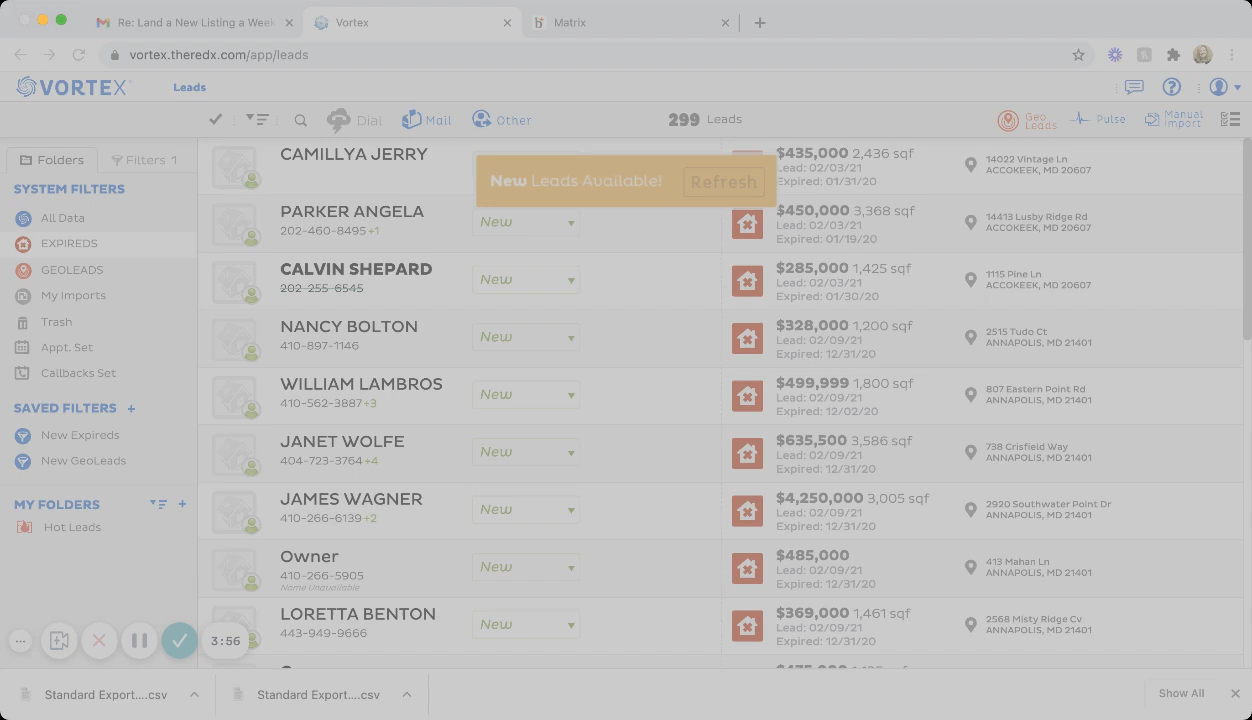 Re: Land a New Listing a Week
Vortex
Matrix
vortex.theredx.com/app/leads
VORTEX
Leads
Dial
Mail
Other
299 Leads
Geo Leads
Pulse
Manual Import
Folders
Filters 1
SYSTEM FILTERS
All Data
EXPIREDS
GEOLEADS
My Imports
Trash
Appt. Set
Callbacks Set
SAVED FILTERS +
New Expireds
New GeoLeads
MY FOLDERS
Hot Leads
New Leads Available! Refresh
CAMILLYA JERRY
$435,000 2,436 sqf
Lead: 02/03/21
Expired: 01/31/20
14022 Vintage Ln
ACCOKEEK, MD 20607
PARKER ANGELA
202-460-8495+1
New
$450,000 3,368 sqf
Lead: 02/03/21
Expired: 01/19/20
14413 Lusby Ridge Rd
ACCOKEEK, MD 20607
CALVIN SHEPARD
202-255-6545
New
$285,000 1,425 sqf
Lead: 02/03/21
Expired: 01/30/20
1115 Pine Ln
ACCOKEEK, MD 20607
NANCY BOLTON
410-897-1146
New
$328,000 1,200 sqf
Lead: 02/09/21
Expired: 12/31/20
2515 Tudo Ct
ANNAPOLIS, MD 21401
WILLIAM LAMBROS
410-562-3887+3
New
$499,999 1,800 sqf
Lead: 02/09/21
Expired: 12/02/20
807 Eastern Point Rd
ANNAPOLIS, MD 21401
JANET WOLFE
404-723-3764+4
New
$635,500 3,586 sqf
Lead: 02/09/21
Expired: 12/31/20
738 Crisfield Way
ANNAPOLIS, MD 21401
JAMES WAGNER
410-266-6139+2
New
$4,250,000 3,005 sqf
Lead: 02/09/21
Expired: 12/31/20
2920 Southwater Point Dr
ANNAPOLIS, MD 21401
Owner
410-266-5905
Name Unavailable
New
$485,000
Lead: 02/09/21
Expired: 12/31/20
413 Mahan Ln
ANNAPOLIS, MD 21401
LORETTA BENTON
443-949-9666
New
$369,000 1,461 sqf
Lead: 02/09/21
Expired: 12/31/20
2568 Misty Ridge Cv
ANNAPOLIS, MD 21401
3:56
Standard Export....csv
Standard Export....csv
Show All